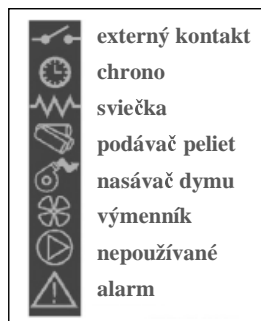 externý kontakt
chrono
sviečka
podávač peliet
nasávač dymu
výmenník
nepoužívané
alarm